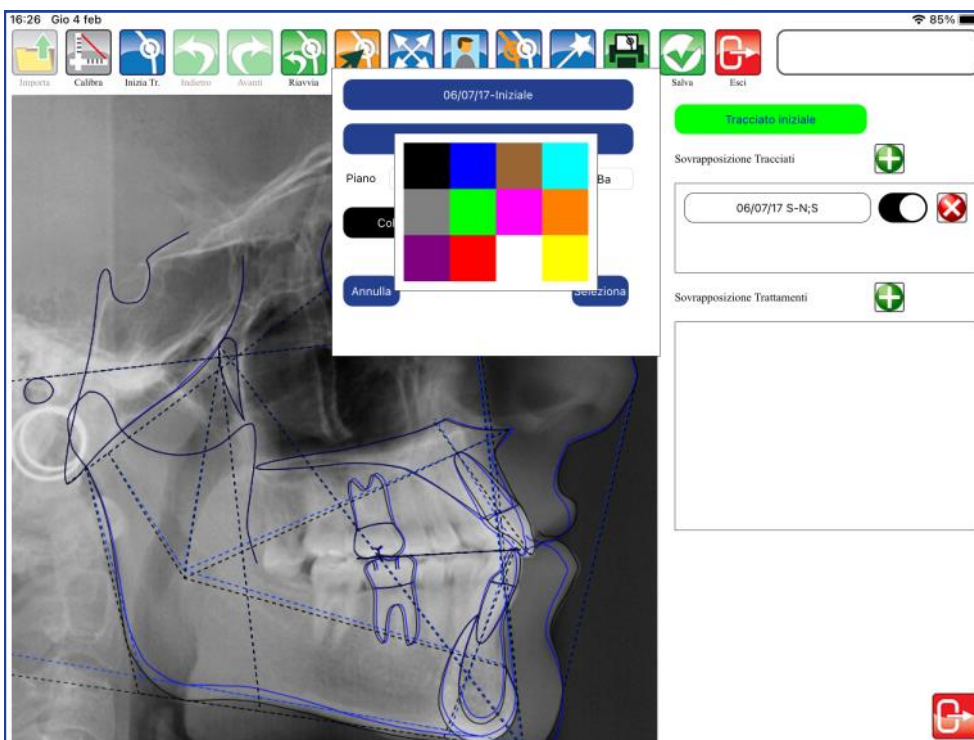 16:26 Gio 4 feb
85%
Importa Calibra Inizia Tr. Indietro Avanti Riavvia Salva Esci
06/07/17-Iniziale
Tracciato iniziale
Sovrapposizione Tracciati
Piano Ba
06/07/17 S-N;S
Col
Annulla Seleziona
Sovrapposizione Trattamenti